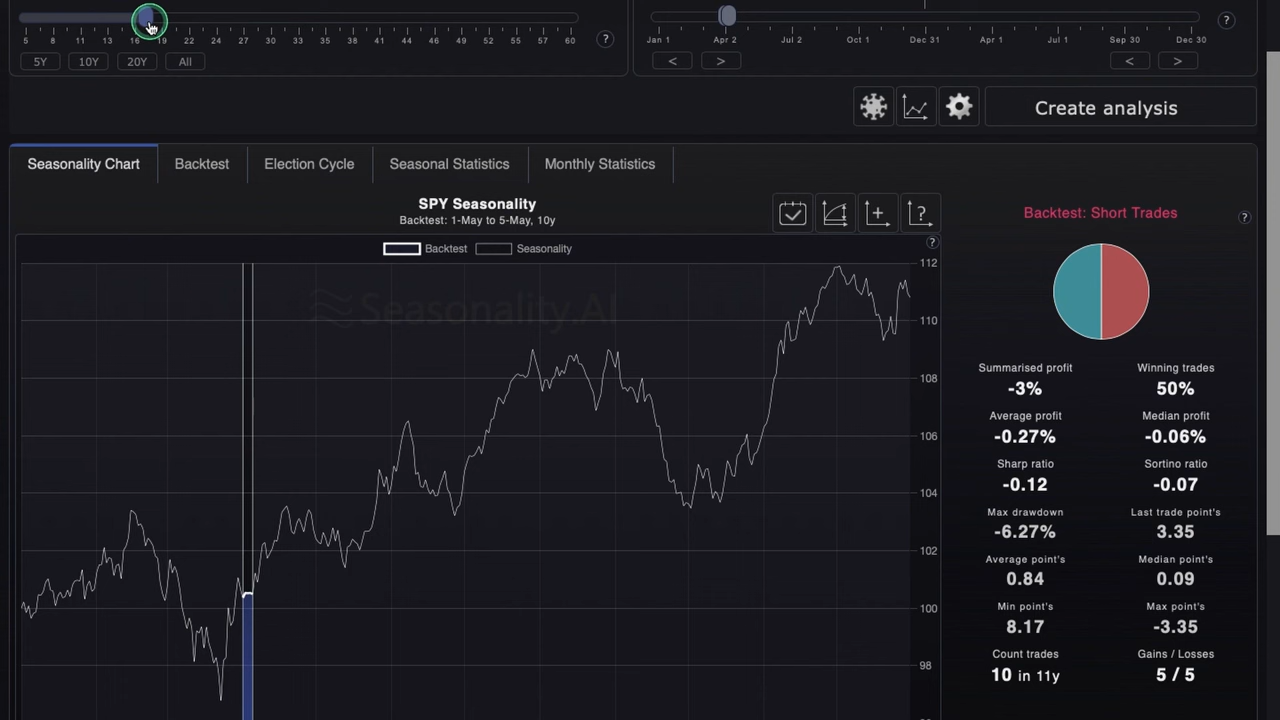 5 8 11 13 16 19 22 24 27 30 33 35 38 41 44 46 49 52 55 57 60
?
5Y 10Y 20Y All
Jan 1 Apr 2 Jul 2 Oct 1 Dec 31 Apr 1 Jul 1 Sep 30 Dec 30
?
< > < >
Create analysis
Seasonality Chart Backtest Election Cycle Seasonal Statistics Monthly Statistics
SPY Seasonality
Backtest: 1-May to 5-May, 10y
?
Backtest Seasonality
?
Seasonality.AI
112
110
108
106
104
102
100
98
Backtest: Short Trades
?
Summarised profit Winning trades
-3% 50%
Average profit Median profit
-0.27% -0.06%
Sharp ratio Sortino ratio
-0.12 -0.07
Max drawdown Last trade point's
-6.27% 3.35
Average point's Median point's
0.84 0.09
Min point's Max point's
8.17 -3.35
Count trades Gains / Losses
10 in 11y 5 / 5